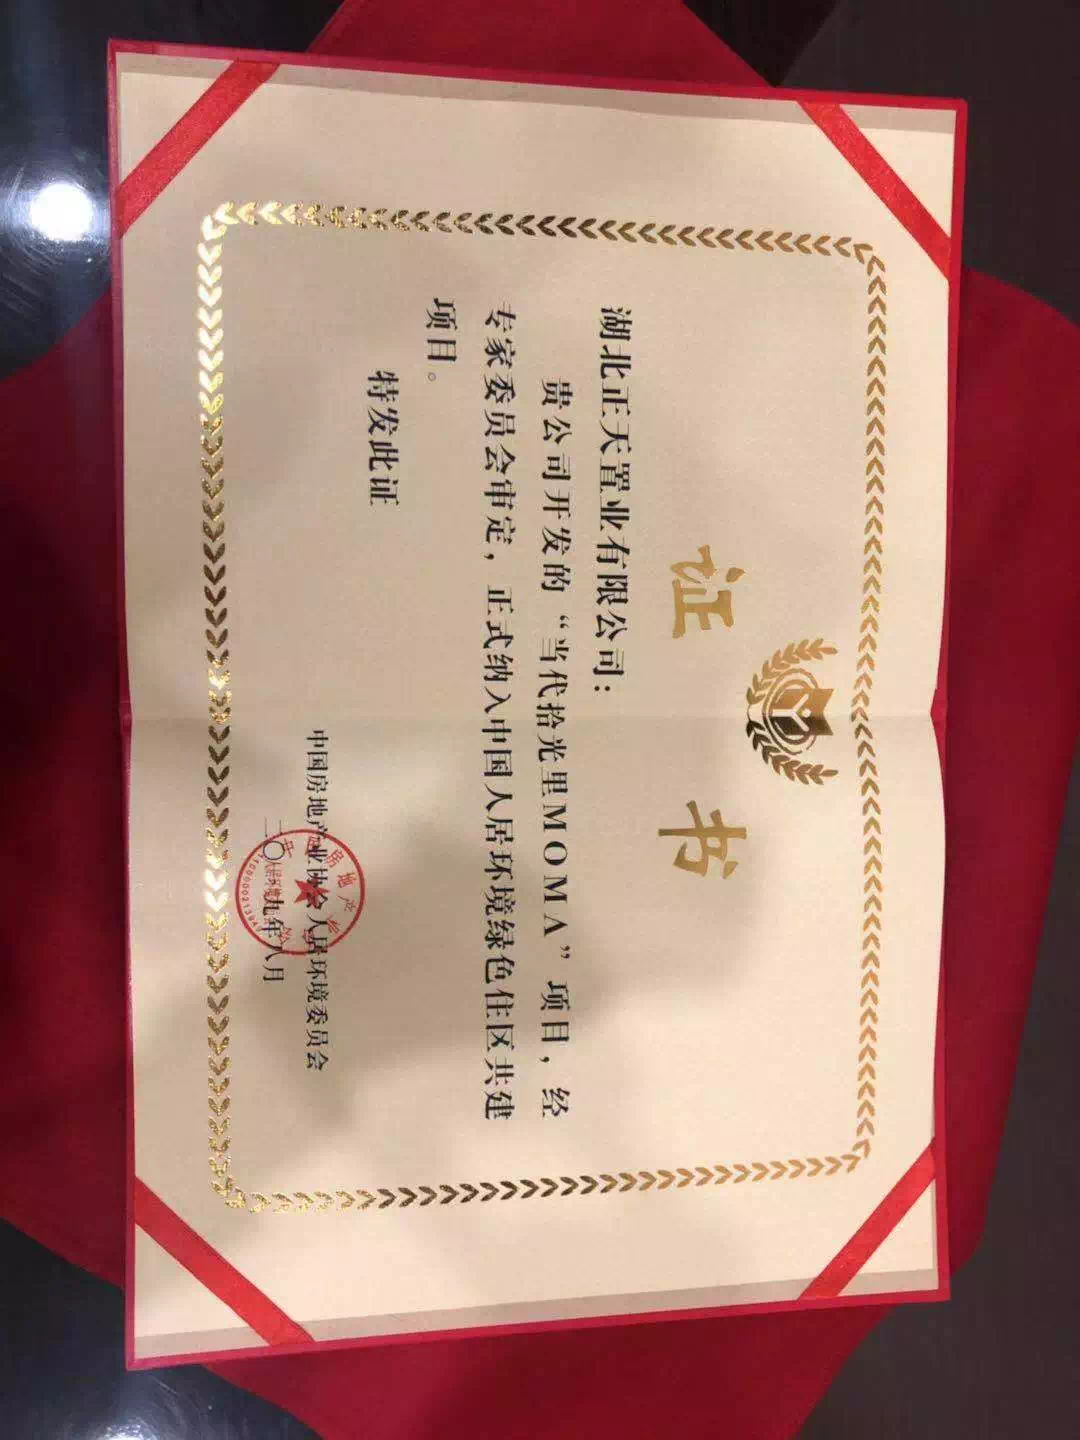 证书
湖北正天置业有限公司：
贵公司开发的“当代拾光里MOMA”项目，经
专家委员会审定，正式纳入中国人居环境绿色住区共建
项目。
特发此证
中国房地产业协会人居环境委员会
二〇一九年八月